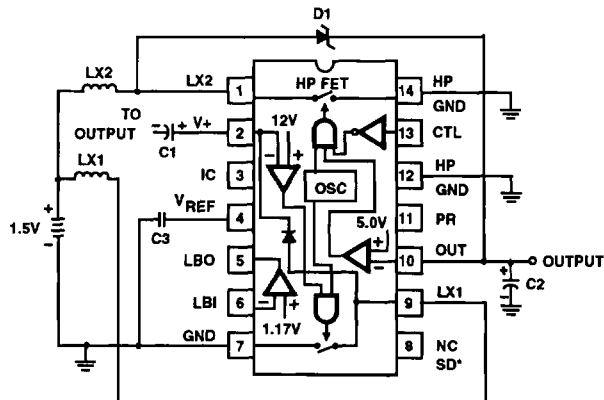 D1
LX2
LX2
1
HP FET
14
HP
GND
TO
OUTPUT
V+
C1
2
12V
13
CTL
LX1
IC
3
OSC
12
HP
GND
1.5V
VREF
C3
4
5.0V
11
PR
LBO
5
10
OUT
OUTPUT
C2
LBI
6
1.17V
9
LX1
GND
7
8
NC
SD*